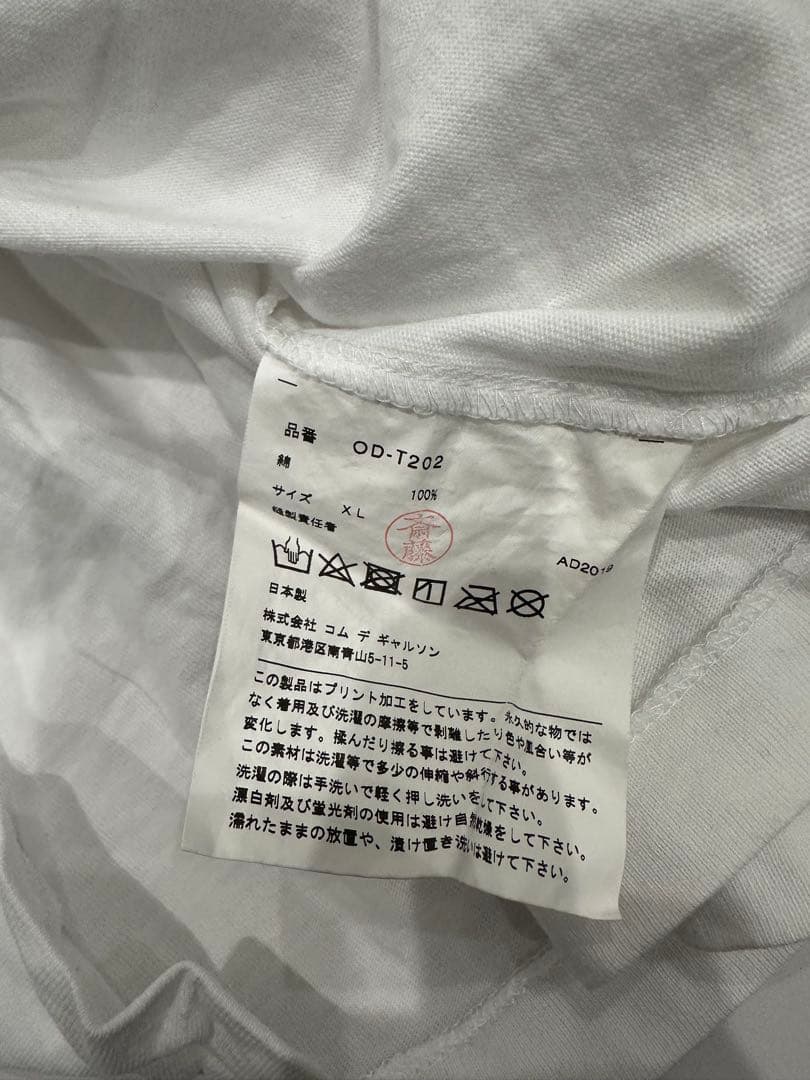 品番 OD-T202
綿 100%
サイズ XL
縫製責任者 斎藤
AD2019
日本製
株式会社 コム デ ギャルソン
東京都港区南青山5-11-5
この製品はプリント加工をしています。永久的な物では
なく着用及び洗濯の摩擦等で剥離したり色や風合い等が
変化します。揉んだり擦る事は避けて下さい。
この素材は洗濯等で多少の伸縮や斜行する事があります。
洗濯の際は手洗いで軽く押し洗いをして下さい。
漂白剤及び蛍光剤の使用は避け自然乾燥をして下さい。
濡れたままの放置や、漬け置き洗いは避けて下さい。